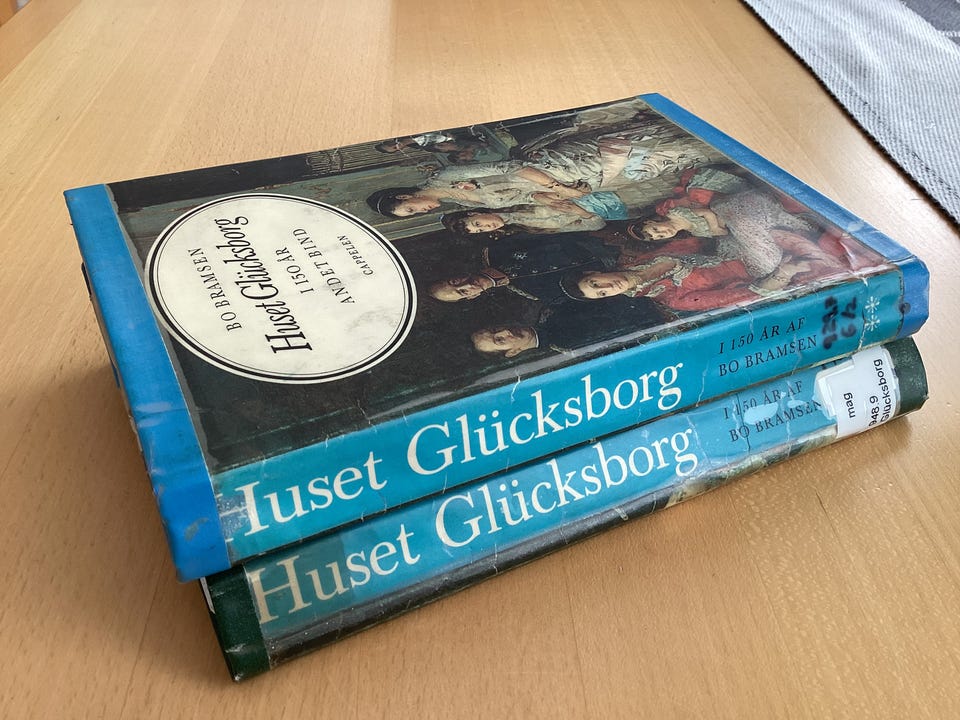 BO BRAMSEN
Huset Glücksborg
I 150 ÅR
ANDET BIND
CAPPELEN
Huset Glücksborg
I 150 ÅR AF
BO BRAMSEN
**
Huset Glücksborg
I 150 ÅR AF
BO BRAMSEN
mag
948.9
Glücksborg